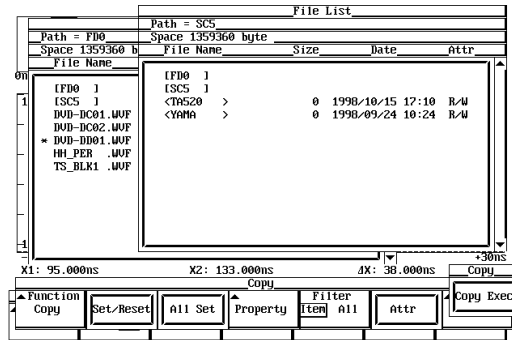 File List
Path = SC5
Path = FD0
Space 1359360 byte
Space 1359360 b
File Name Size Date Attr
File Name
[FD0 ]
[SC5 ]
<TA520 > 0 1998/10/15 17:10 R/W
<YAMA > 0 1998/09/24 10:24 R/W
[FD0 ]
[SC5 ]
DVD-DC01.WVF
DVD-DC02.WVF
* DVD-DD01.WVF
HH_PER .WVF
TS_BLK1 .WVF
+30ns
X1: 95.000ns X2: 133.000ns ΔX: 38.000ns
Copy
Copy
Function
Copy
Set/Reset
All Set
Property
Filter
Item All
Attr
Copy Exec